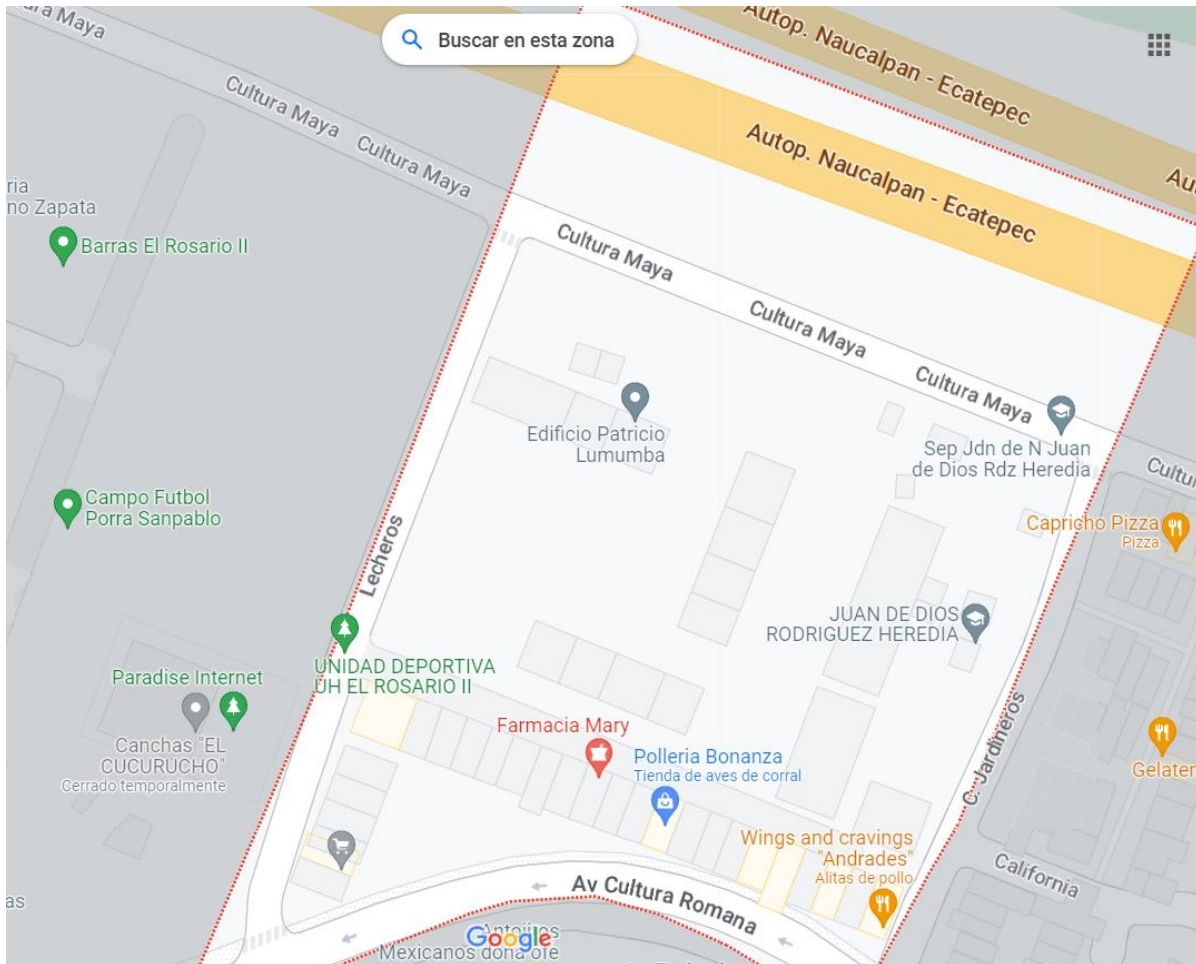 Cultura Maya
Buscar en esta zona
Autop. Naucalpan - Ecatepec
Autop. Naucalpan - Ecatepec
Cultura Maya
Cultura Maya
no Zapata
Barras El Rosario II
Cultura Maya
Cultura Maya
Cultura Maya
Edificio Patricio
Lumumba
Sep Jdn de N Juan
de Dios Rdz Heredia
Campo Futbol
Porra Sanpablo
Lecheros
Capricho Pizza
Pizza
JUAN DE DIOS
RODRIGUEZ HEREDIA
UNIDAD DEPORTIVA
UH EL ROSARIO II
Paradise Internet
Canchas "EL
CUCURUCHO"
Cerrado temporalmente
Farmacia Mary
Polleria Bonanza
Tienda de aves de corral
C. Jardineros
Wings and cravings
"Andrades"
Alitas de pollo
California
Av Cultura Romana
Google
Mexicanos doña ofe